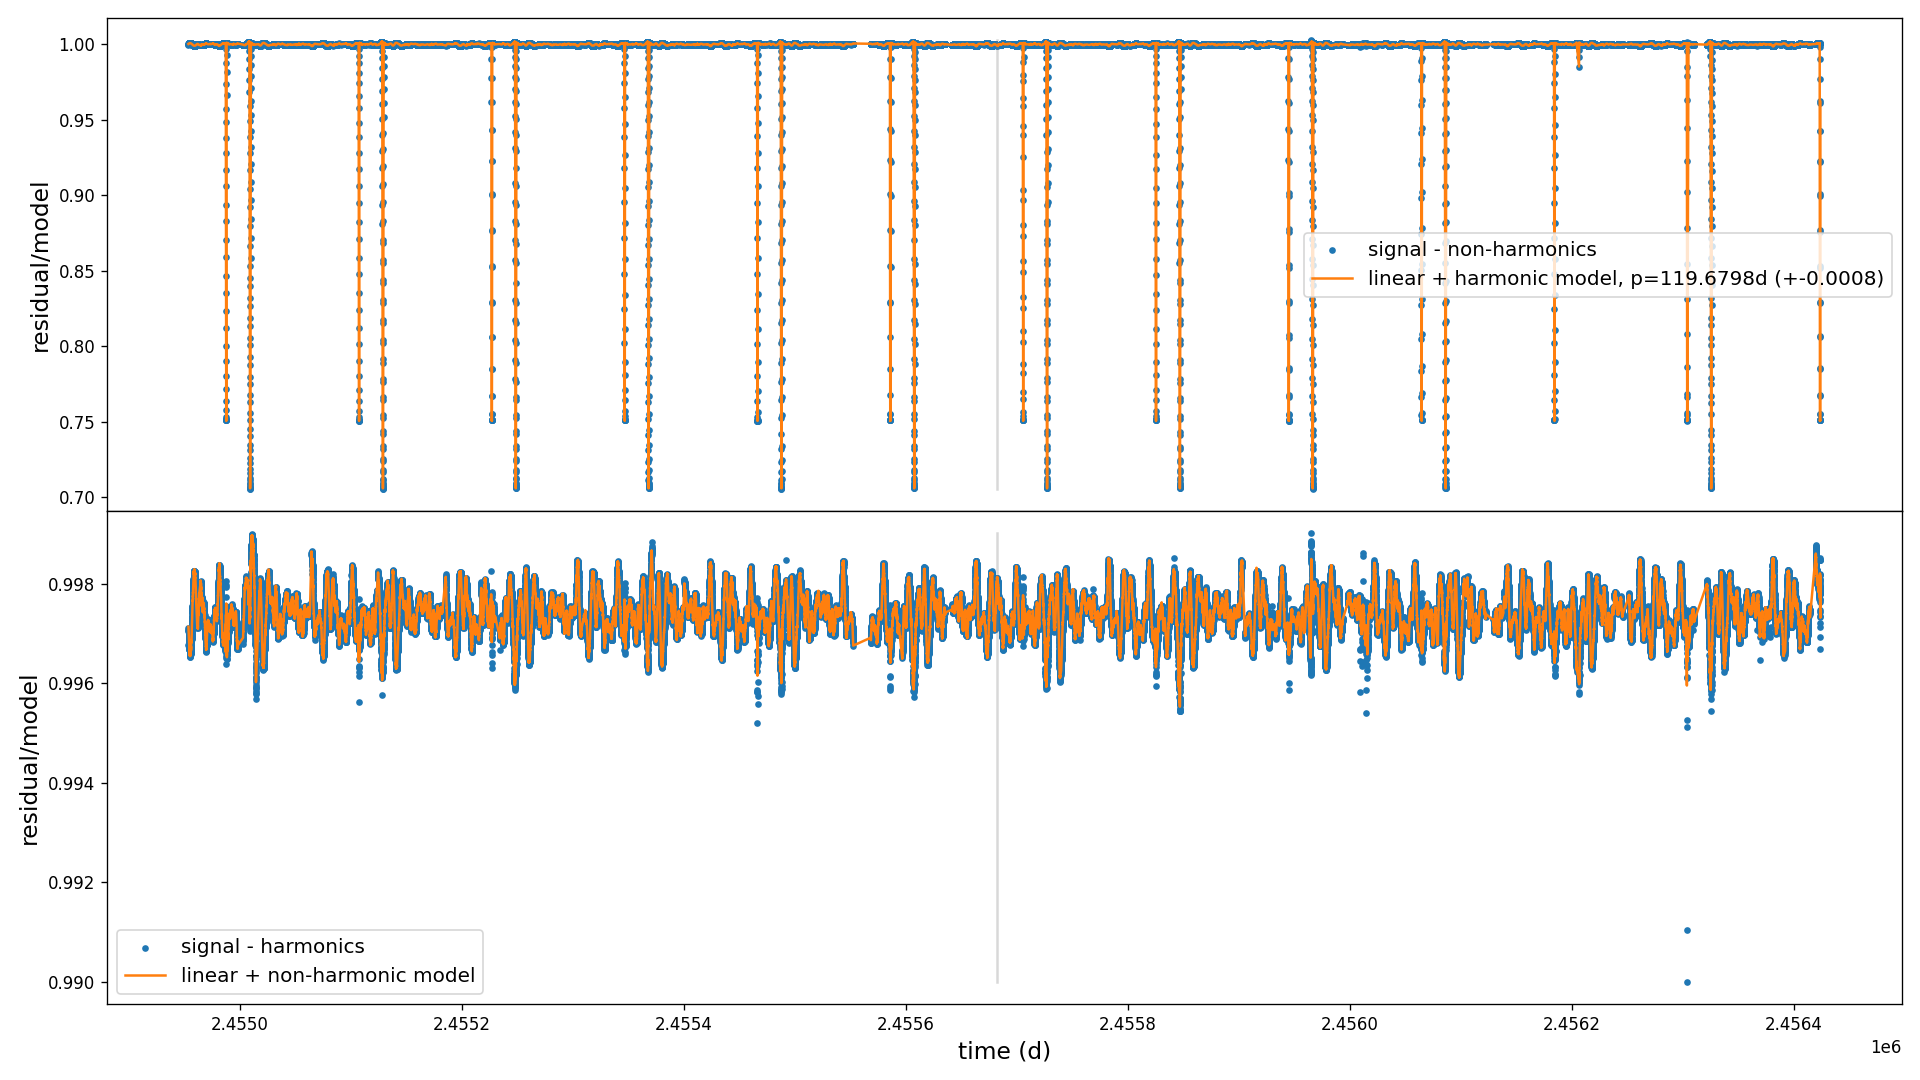 1.00
0.95
0.90
0.85
0.80
0.75
0.70
residual/model
signal - non-harmonics
linear + harmonic model, p=119.6798d (+-0.0008)
0.998
0.996
0.994
0.992
0.990
residual/model
signal - harmonics
linear + non-harmonic model
2.4550 2.4552 2.4554 2.4556 2.4558 2.4560 2.4562 2.4564
time (d)
1e6